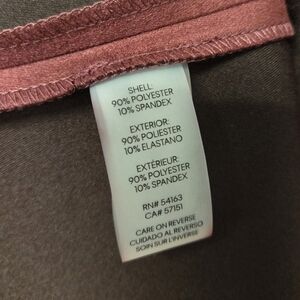 SHELL:
90% POLYESTER
10% SPANDEX
EXTERIOR:
90% POLIESTER
10% ELASTANO
EXTÉRIEUR:
90% POLYESTER
10% SPANDEX
RN# 54163
CA# 57151
CARE ON REVERSE
CUIDADO AL REVERSO
SOIN SUR L'INVERSE